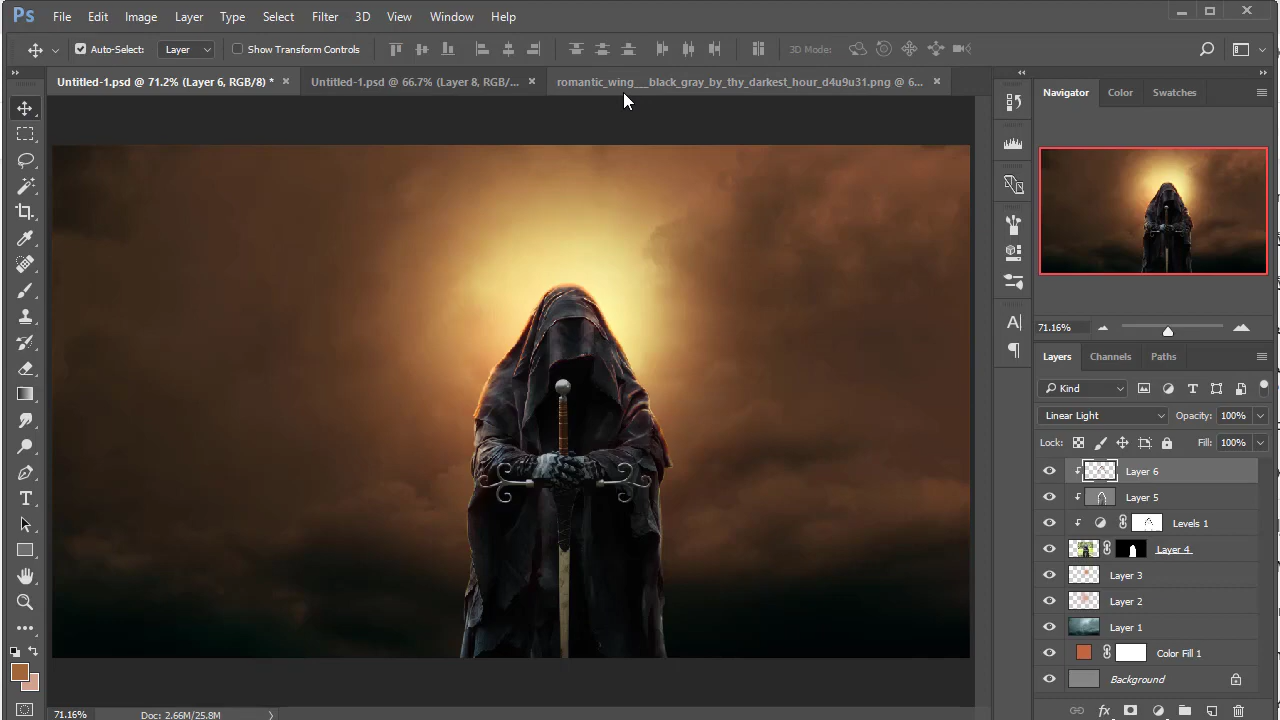 Ps File Edit Image Layer Type Select Filter 3D View Window Help
Auto-Select: Layer Show Transform Controls 3D Mode:
Untitled-1.psd @ 71.2% (Layer 6, RGB/8) * Untitled-1.psd @ 66.7% (Layer 8, RGB/... romantic_wing___black_gray_by_thy_darkest_hour_d4u9u31.png @ 6...
Navigator Color Swatches
71.16%
Layers Channels Paths
Kind
Linear Light Opacity: 100%
Lock: Fill: 100%
Layer 6
Layer 5
Levels 1
Layer 4
Layer 3
Layer 2
Layer 1
Color Fill 1
Background
71.16% Doc: 2.66M/25.8M